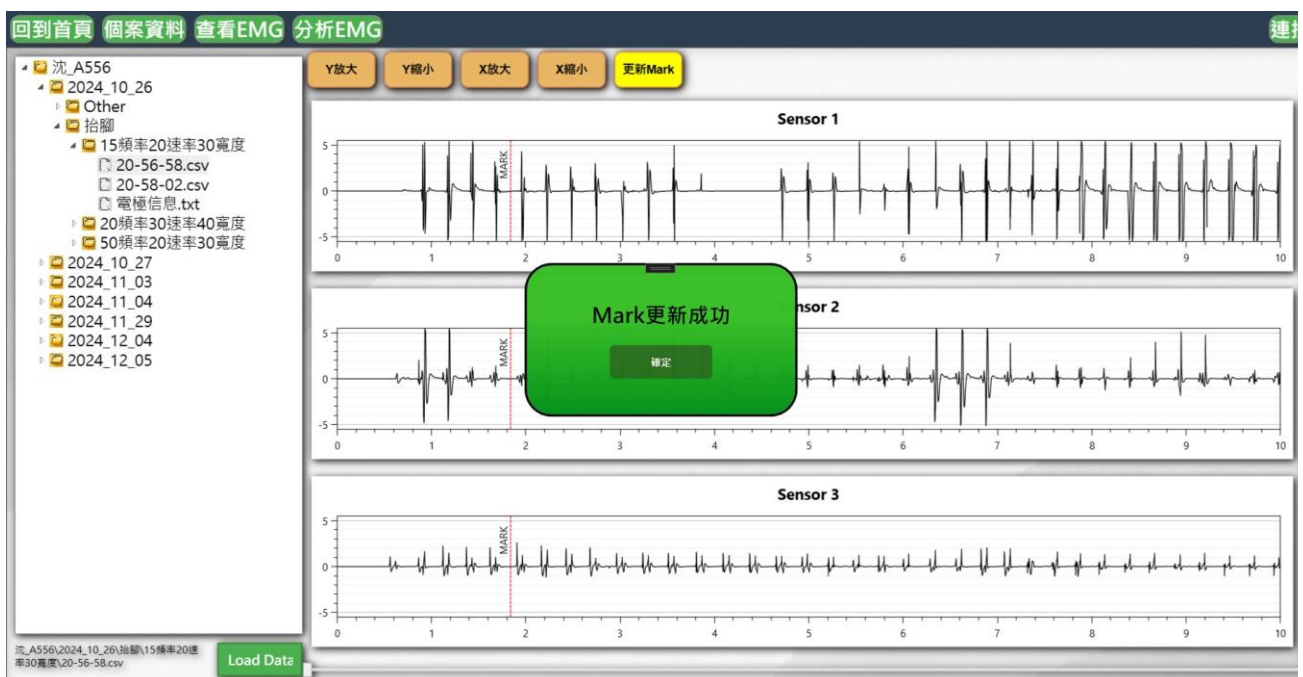 回到首頁 個案資料 查看EMG 分析EMG
沈_A556
2024_10_26
Other
抬腳
15頻率20速率30寬度
20-56-58.csv
20-58-02.csv
電極信息.txt
20頻率30速率40寬度
50頻率20速率30寬度
2024_10_27
2024_11_03
2024_11_04
2024_11_29
2024_12_04
2024_12_05
沈_A556\2024_10_26\抬腳\15頻率20速
率30寬度\20-56-58.csv
Load Data
Y放大 Y縮小 X放大 X縮小 更新Mark
Sensor 1
MARK
5
0
-5
0 1 2 3 4 5 6 7 8 9 10
Sensor 2
MARK
5
0
-5
0 1 2 3 4 5 6 7 8 9 10
Mark更新成功
確定
Sensor 3
MARK
5
0
-5
0 1 2 3 4 5 6 7 8 9 10